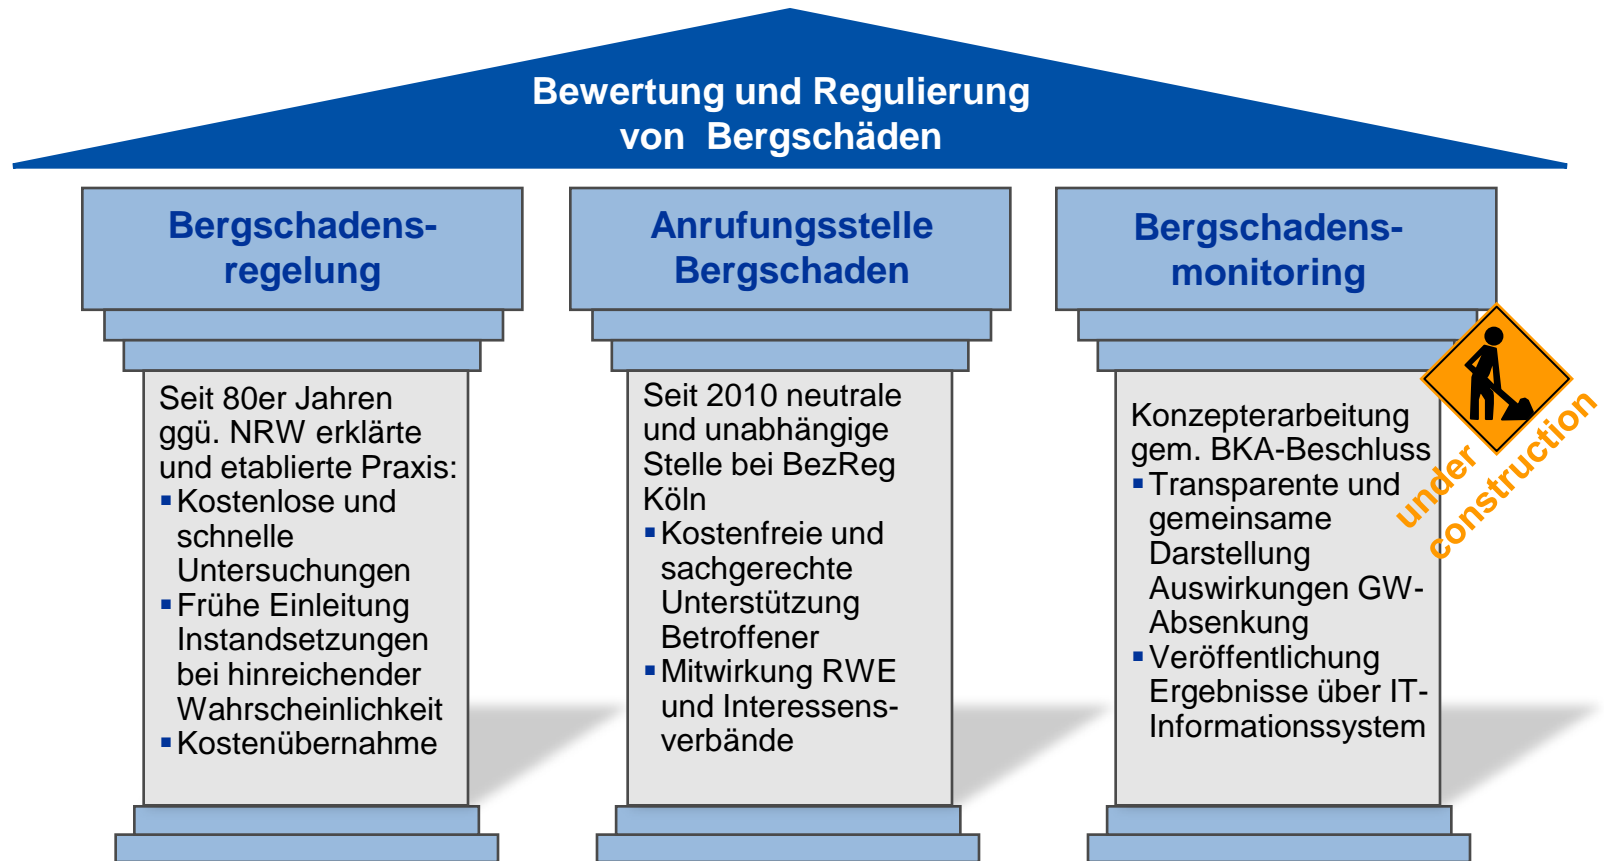 Bewertung und Regulierung
von Bergschäden
Bergschadens-
regelung
Seit 80er Jahren
ggü. NRW erklärte
und etablierte Praxis:
▪Kostenlose und
schnelle
Untersuchungen
▪Frühe Einleitung
Instandsetzungen
bei hinreichender
Wahrscheinlichkeit
▪Kostenübernahme
Anrufungsstelle
Bergschaden
Seit 2010 neutrale
und unabhängige
Stelle bei BezReg
Köln
▪Kostenfreie und
sachgerechte
Unterstützung
Betroffener
▪Mitwirkung RWE
und Interessens-
verbände
Bergschadens-
monitoring
Konzepterarbeitung
gem. BKA-Beschluss
▪Transparente und
gemeinsame
Darstellung
Auswirkungen GW-
Absenkung
▪Veröffentlichung
Ergebnisse über IT-
Informationssystem
under
construction